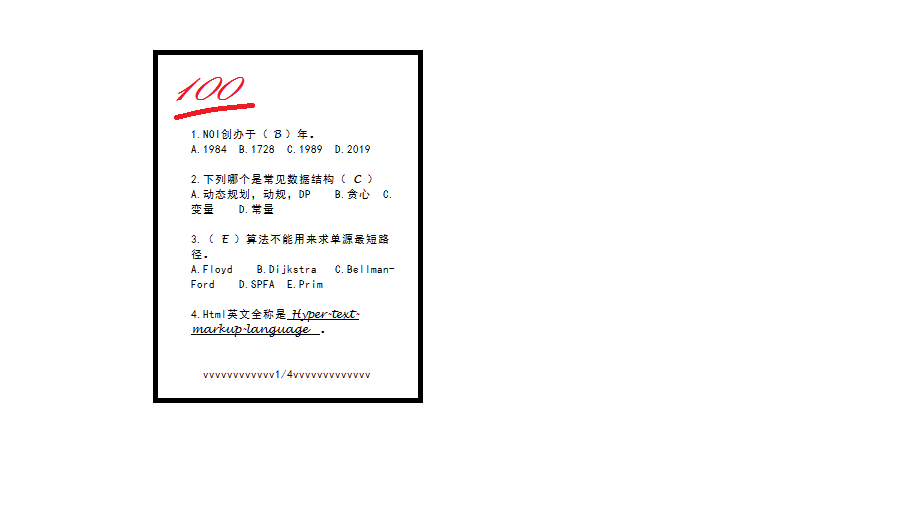 100
1.NOI创办于（ B ）年。
A.1984 B.1728 C.1989 D.2019
2.下列哪个是常见数据结构（ C ）
A.动态规划，动规，DP B.贪心 C.
变量 D.常量
3.（ E ）算法不能用来求单源最短路
径。
A.Floyd B.Dijkstra C.Bellman-
Ford D.SPFA E.Prim
4.Html英文全称是 Hyper-text-
markup-language 。
vvvvvvvvvvvv1/4vvvvvvvvvvvvv